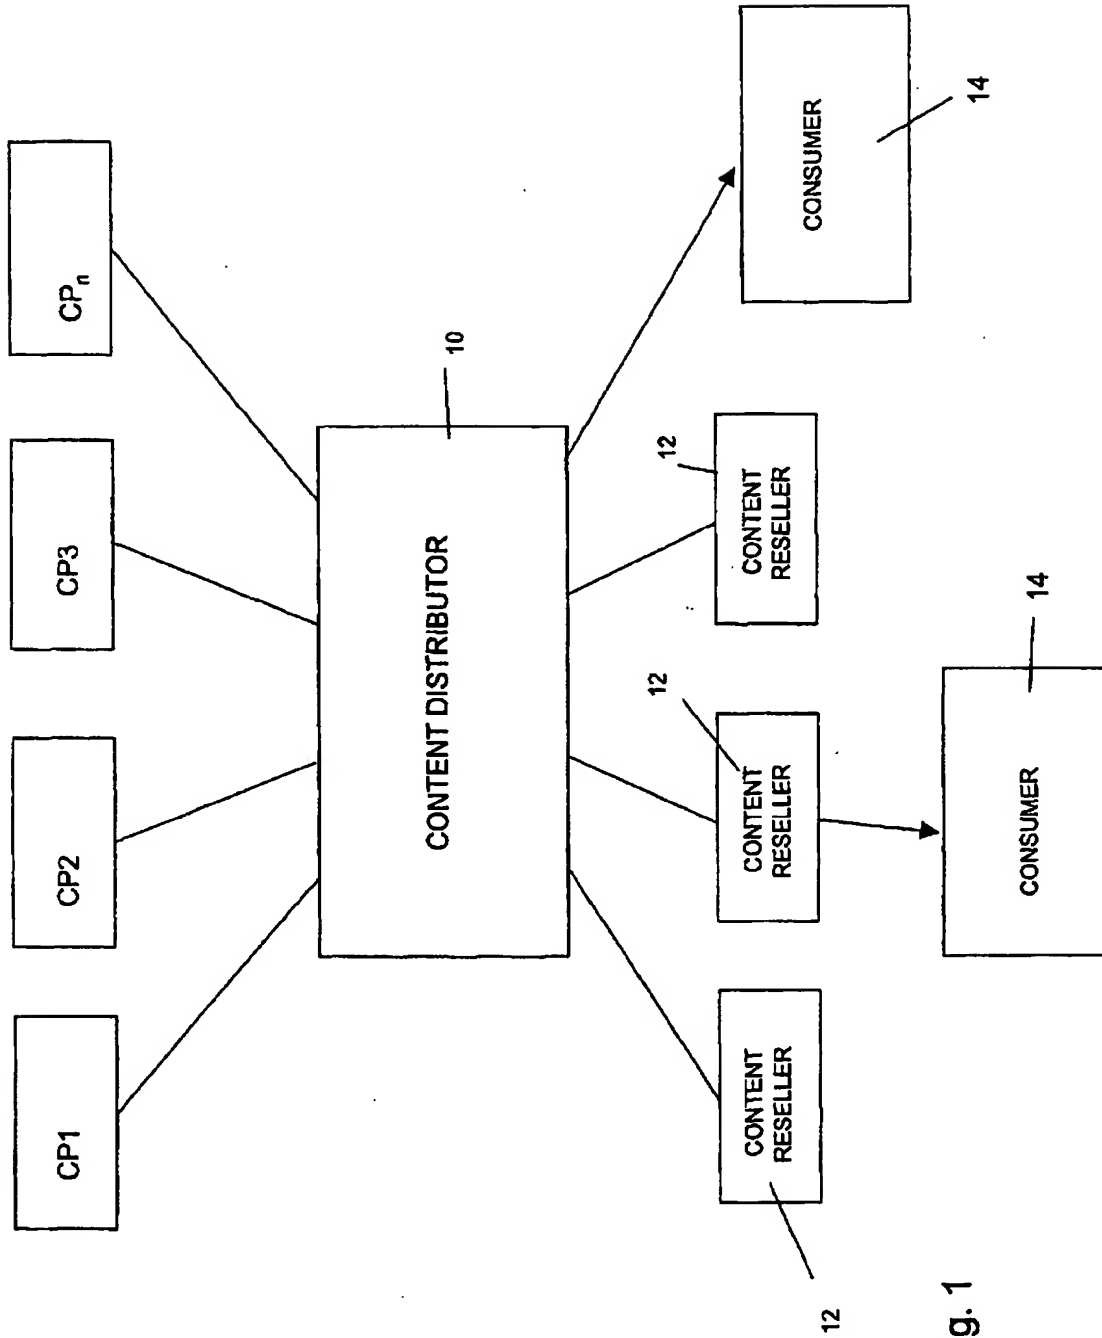 CP1
CP2
CP3
CPn
CONTENT DISTRIBUTOR
10
12
CONTENT
RESELLER
12
CONTENT
RESELLER
12
CONTENT
RESELLER
CONSUMER
14
CONSUMER
14
g. 1